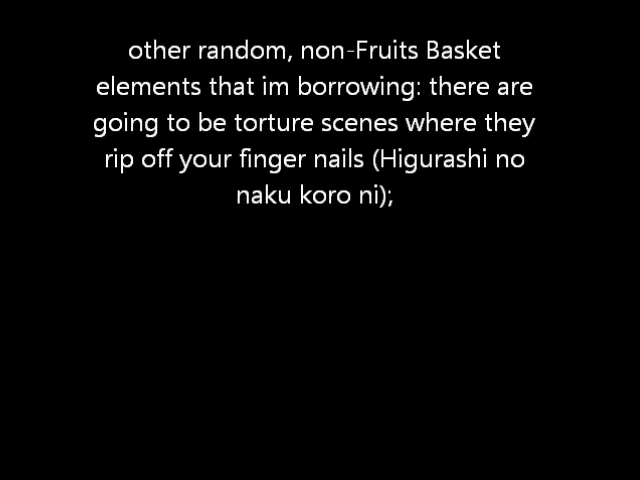 other random, non-Fruits Basket
elements that im borrowing: there are
going to be torture scenes where they
rip off your finger nails (Higurashi no
naku koro ni);